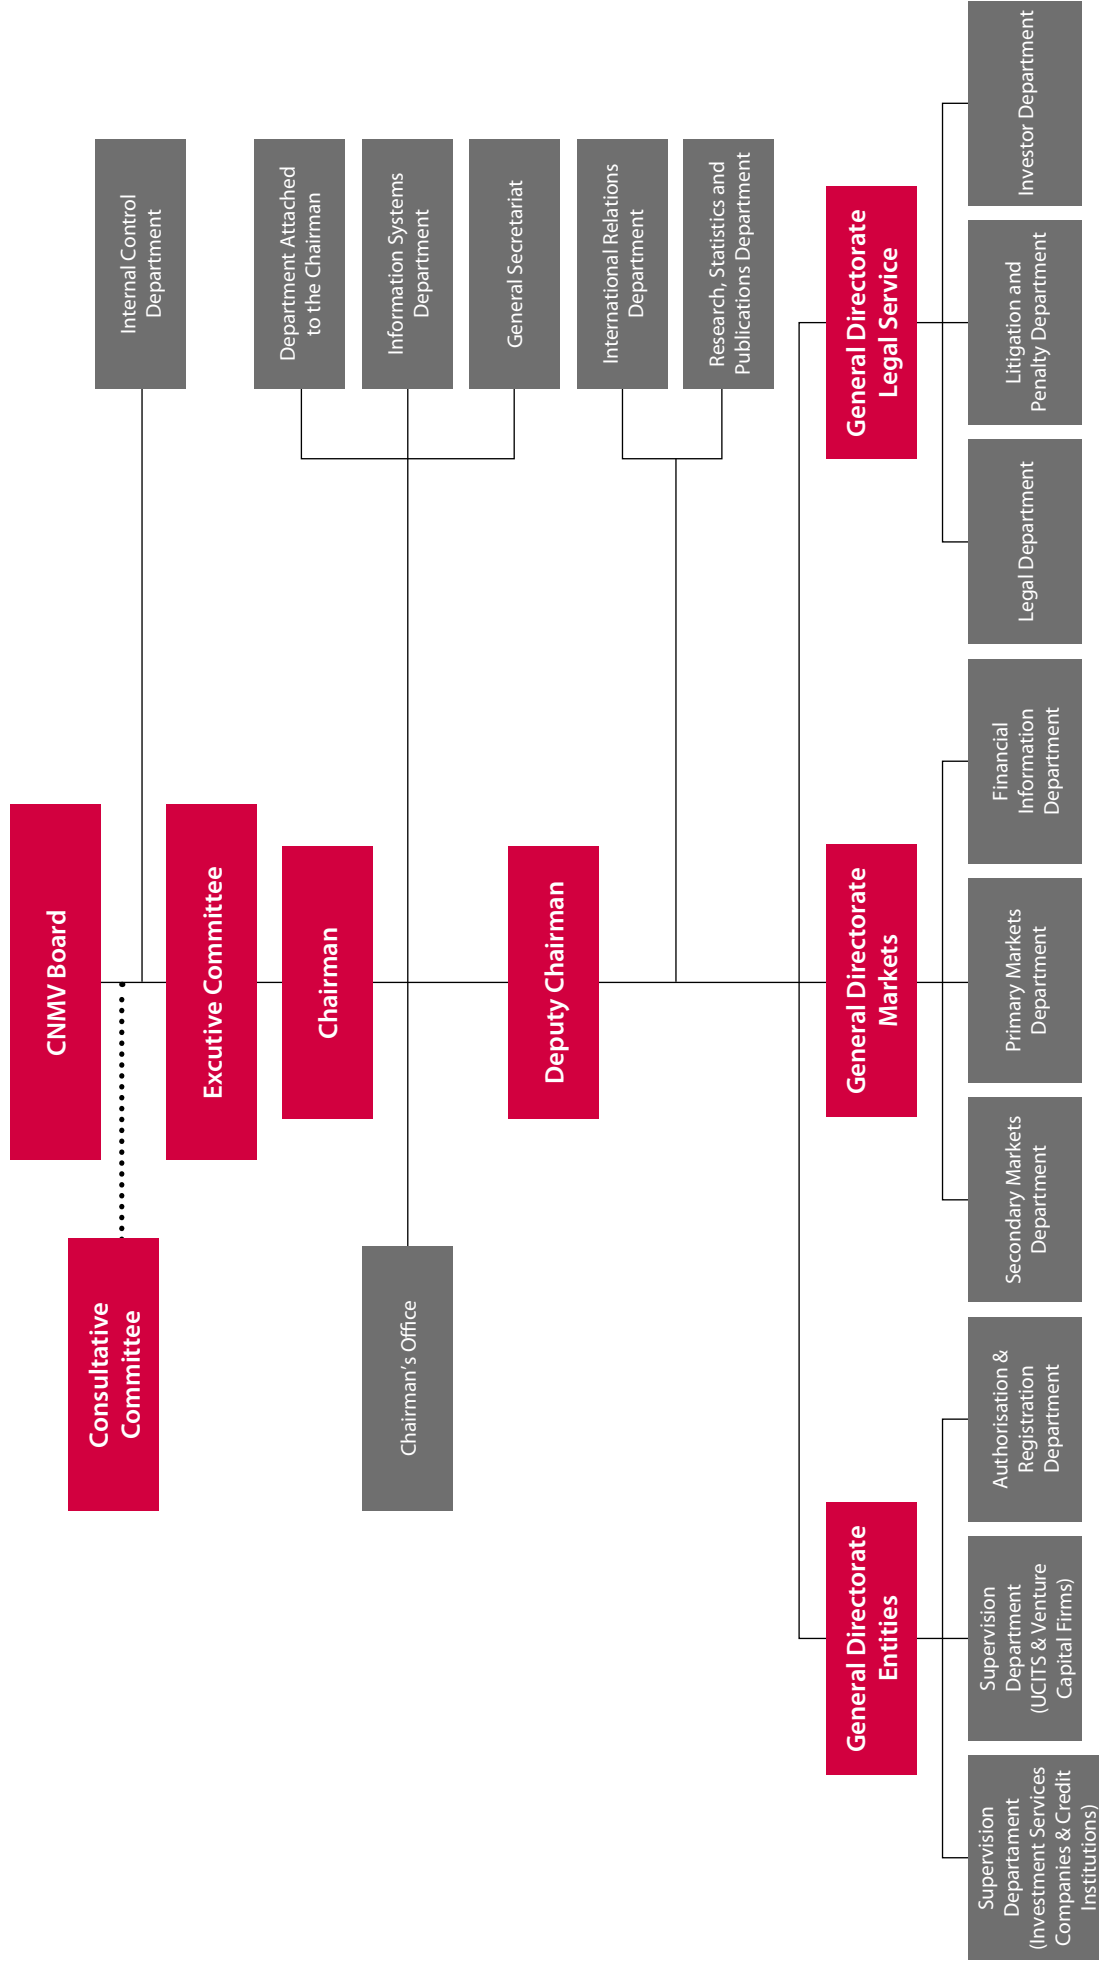 CNMV Board
Consultative
Committee
Internal Control
Department
Excutive Committee
Chairman
Department Attached
to the Chairman
Chairman's Office
Information Systems
Department
General Secretariat
Deputy Chairman
International Relations
Department
Research, Statistics and
Publications Department
General Directorate
Entities
General Directorate
Markets
General Directorate
Legal Service
Supervision
Departament
(Investment Services
Companies & Credit
Institutions)
Supervision
Department
(UCITS & Venture
Capital Firms)
Authorisation &
Registration
Department
Secondary Markets
Department
Primary Markets
Department
Financial
Information
Department
Legal Department
Litigation and
Penalty Department
Investor Department